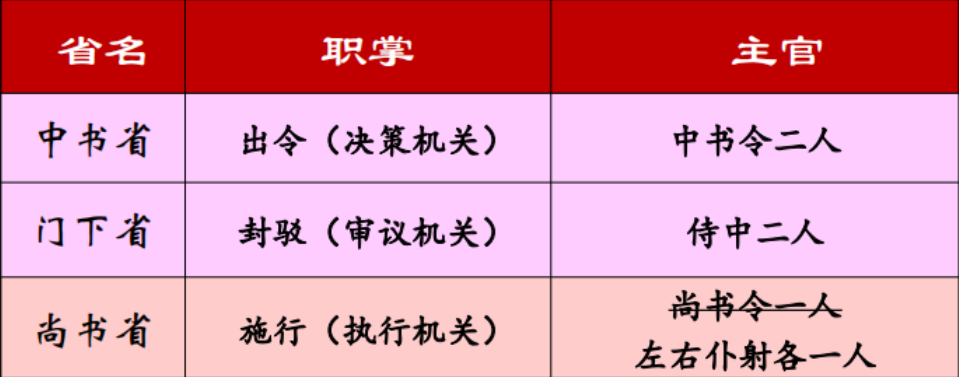 省名 职掌 主官
中书省 出令（决策机关） 中书令二人
门下省 封驳（审议机关） 侍中二人
尚书省 施行（执行机关） 尚书令一人
左右仆射各一人